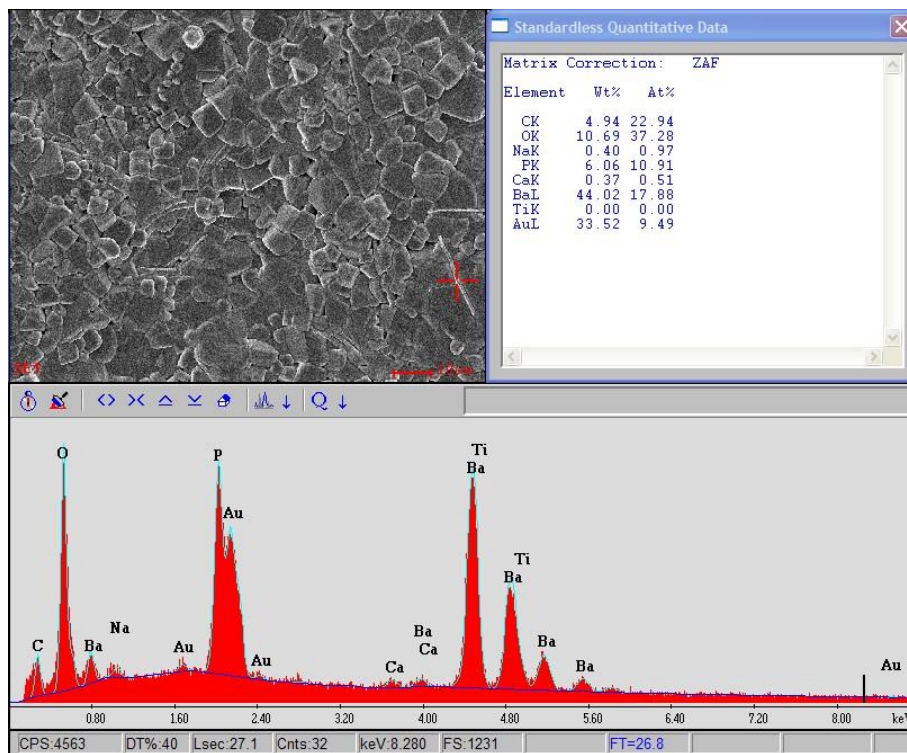 Standardless Quantitative Data
Matrix Correction: ZAF
Element Wt% At%
CK 4.94 22.94
OK 10.69 37.28
NaK 0.40 0.97
PK 6.06 10.91
CaK 0.37 0.51
BaL 44.02 17.88
TiK 0.00 0.00
AuL 33.52 9.49
Q
Ti
O P Ba
Au
Ti
Ba
Na Ba
C Ba Au Au Ca Ca Ba Ba Au
0.80 1.60 2.40 3.20 4.00 4.80 5.60 6.40 7.20 8.00 keV
CPS:4563 DT%:40 Lsec:27.1 Cnts:32 keV:8.280 FS:1231 FT=26.8